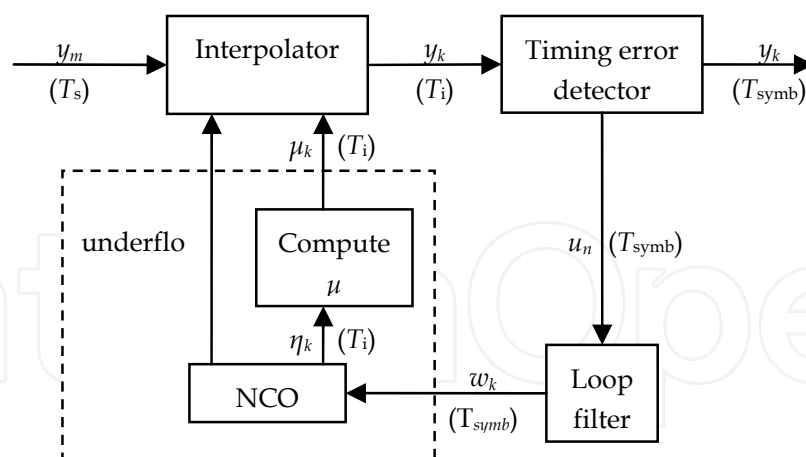 y_m
(T_s)
Interpolator
y_k
(T_i)
Timing error
detector
y_k
(T_symb)
μ_k (T_i)
underflo
Compute
μ
u_n (T_symb)
η_k (T_i)
NCO
w_k
(T_symb)
Loop
filter